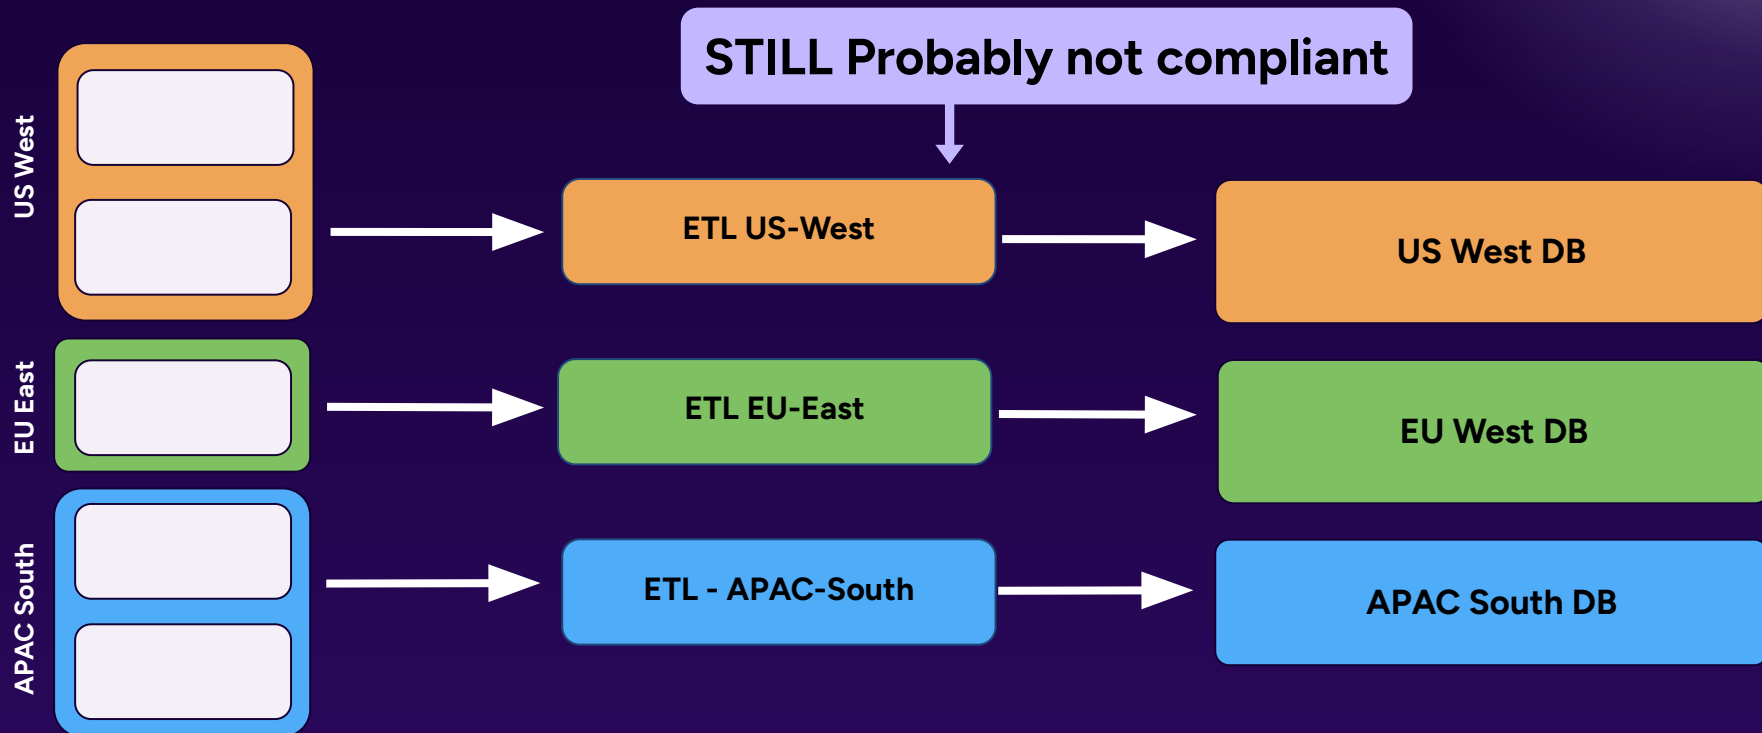 STILL Probably not compliant
US West
ETL US-West
US West DB
EU East
ETL EU-East
EU West DB
APAC South
ETL - APAC-South
APAC South DB